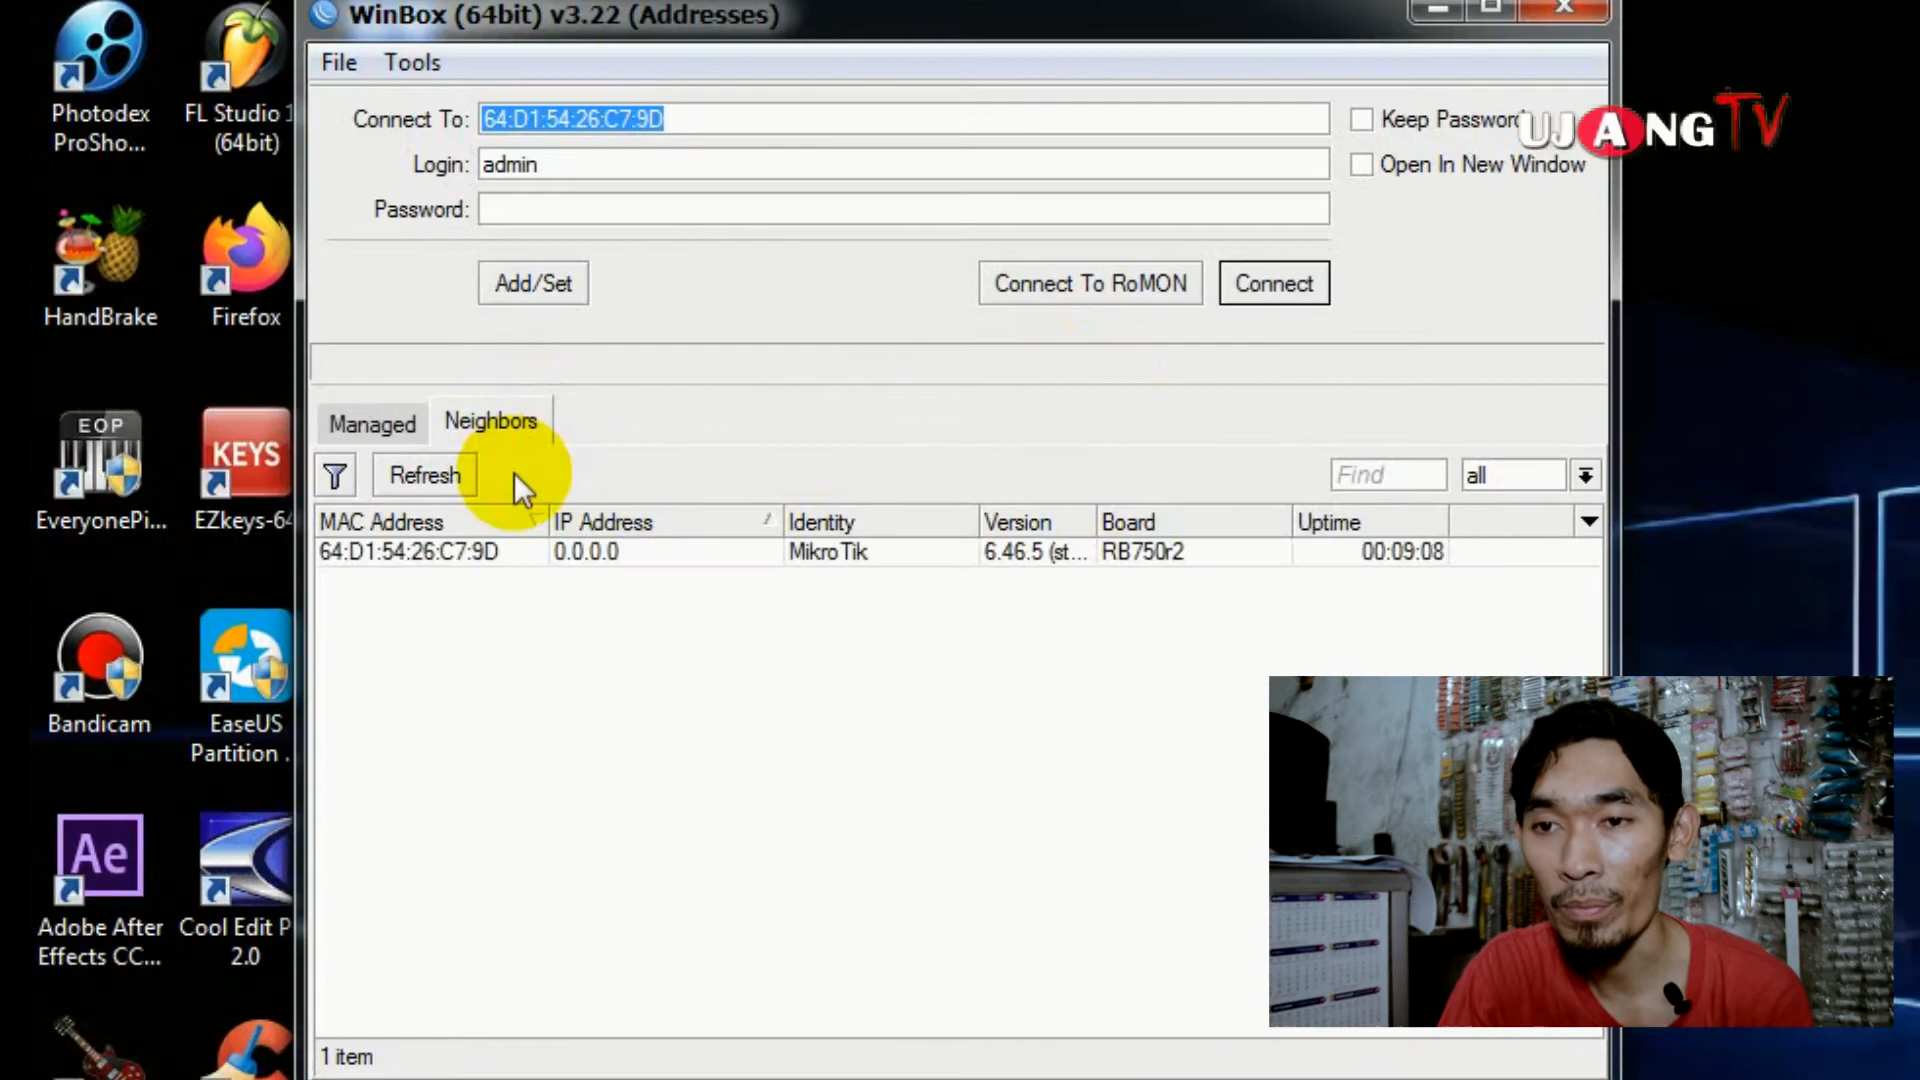 WinBox (64bit) v3.22 (Addresses)
File Tools
Connect To: 64:D1:54:26:C7:9D
Keep Password
Login: admin
Open In New Window
Password:
Add/Set
Connect To RoMON
Connect
UJANG TV
Managed
Neighbors
Refresh
Find
all
MAC Address IP Address Identity Version Board Uptime
64:D1:54:26:C7:9D 0.0.0.0 MikroTik 6.46.5 (st... RB750r2 00:09:08
1 item
Photodex
ProSho...
FL Studio 1
(64bit)
HandBrake
Firefox
EOP
EveryonePi...
KEYS
EZkeys-64
Bandicam
EaseUS
Partition .
Ae
Adobe After
Effects CC...
Cool Edit P
2.0